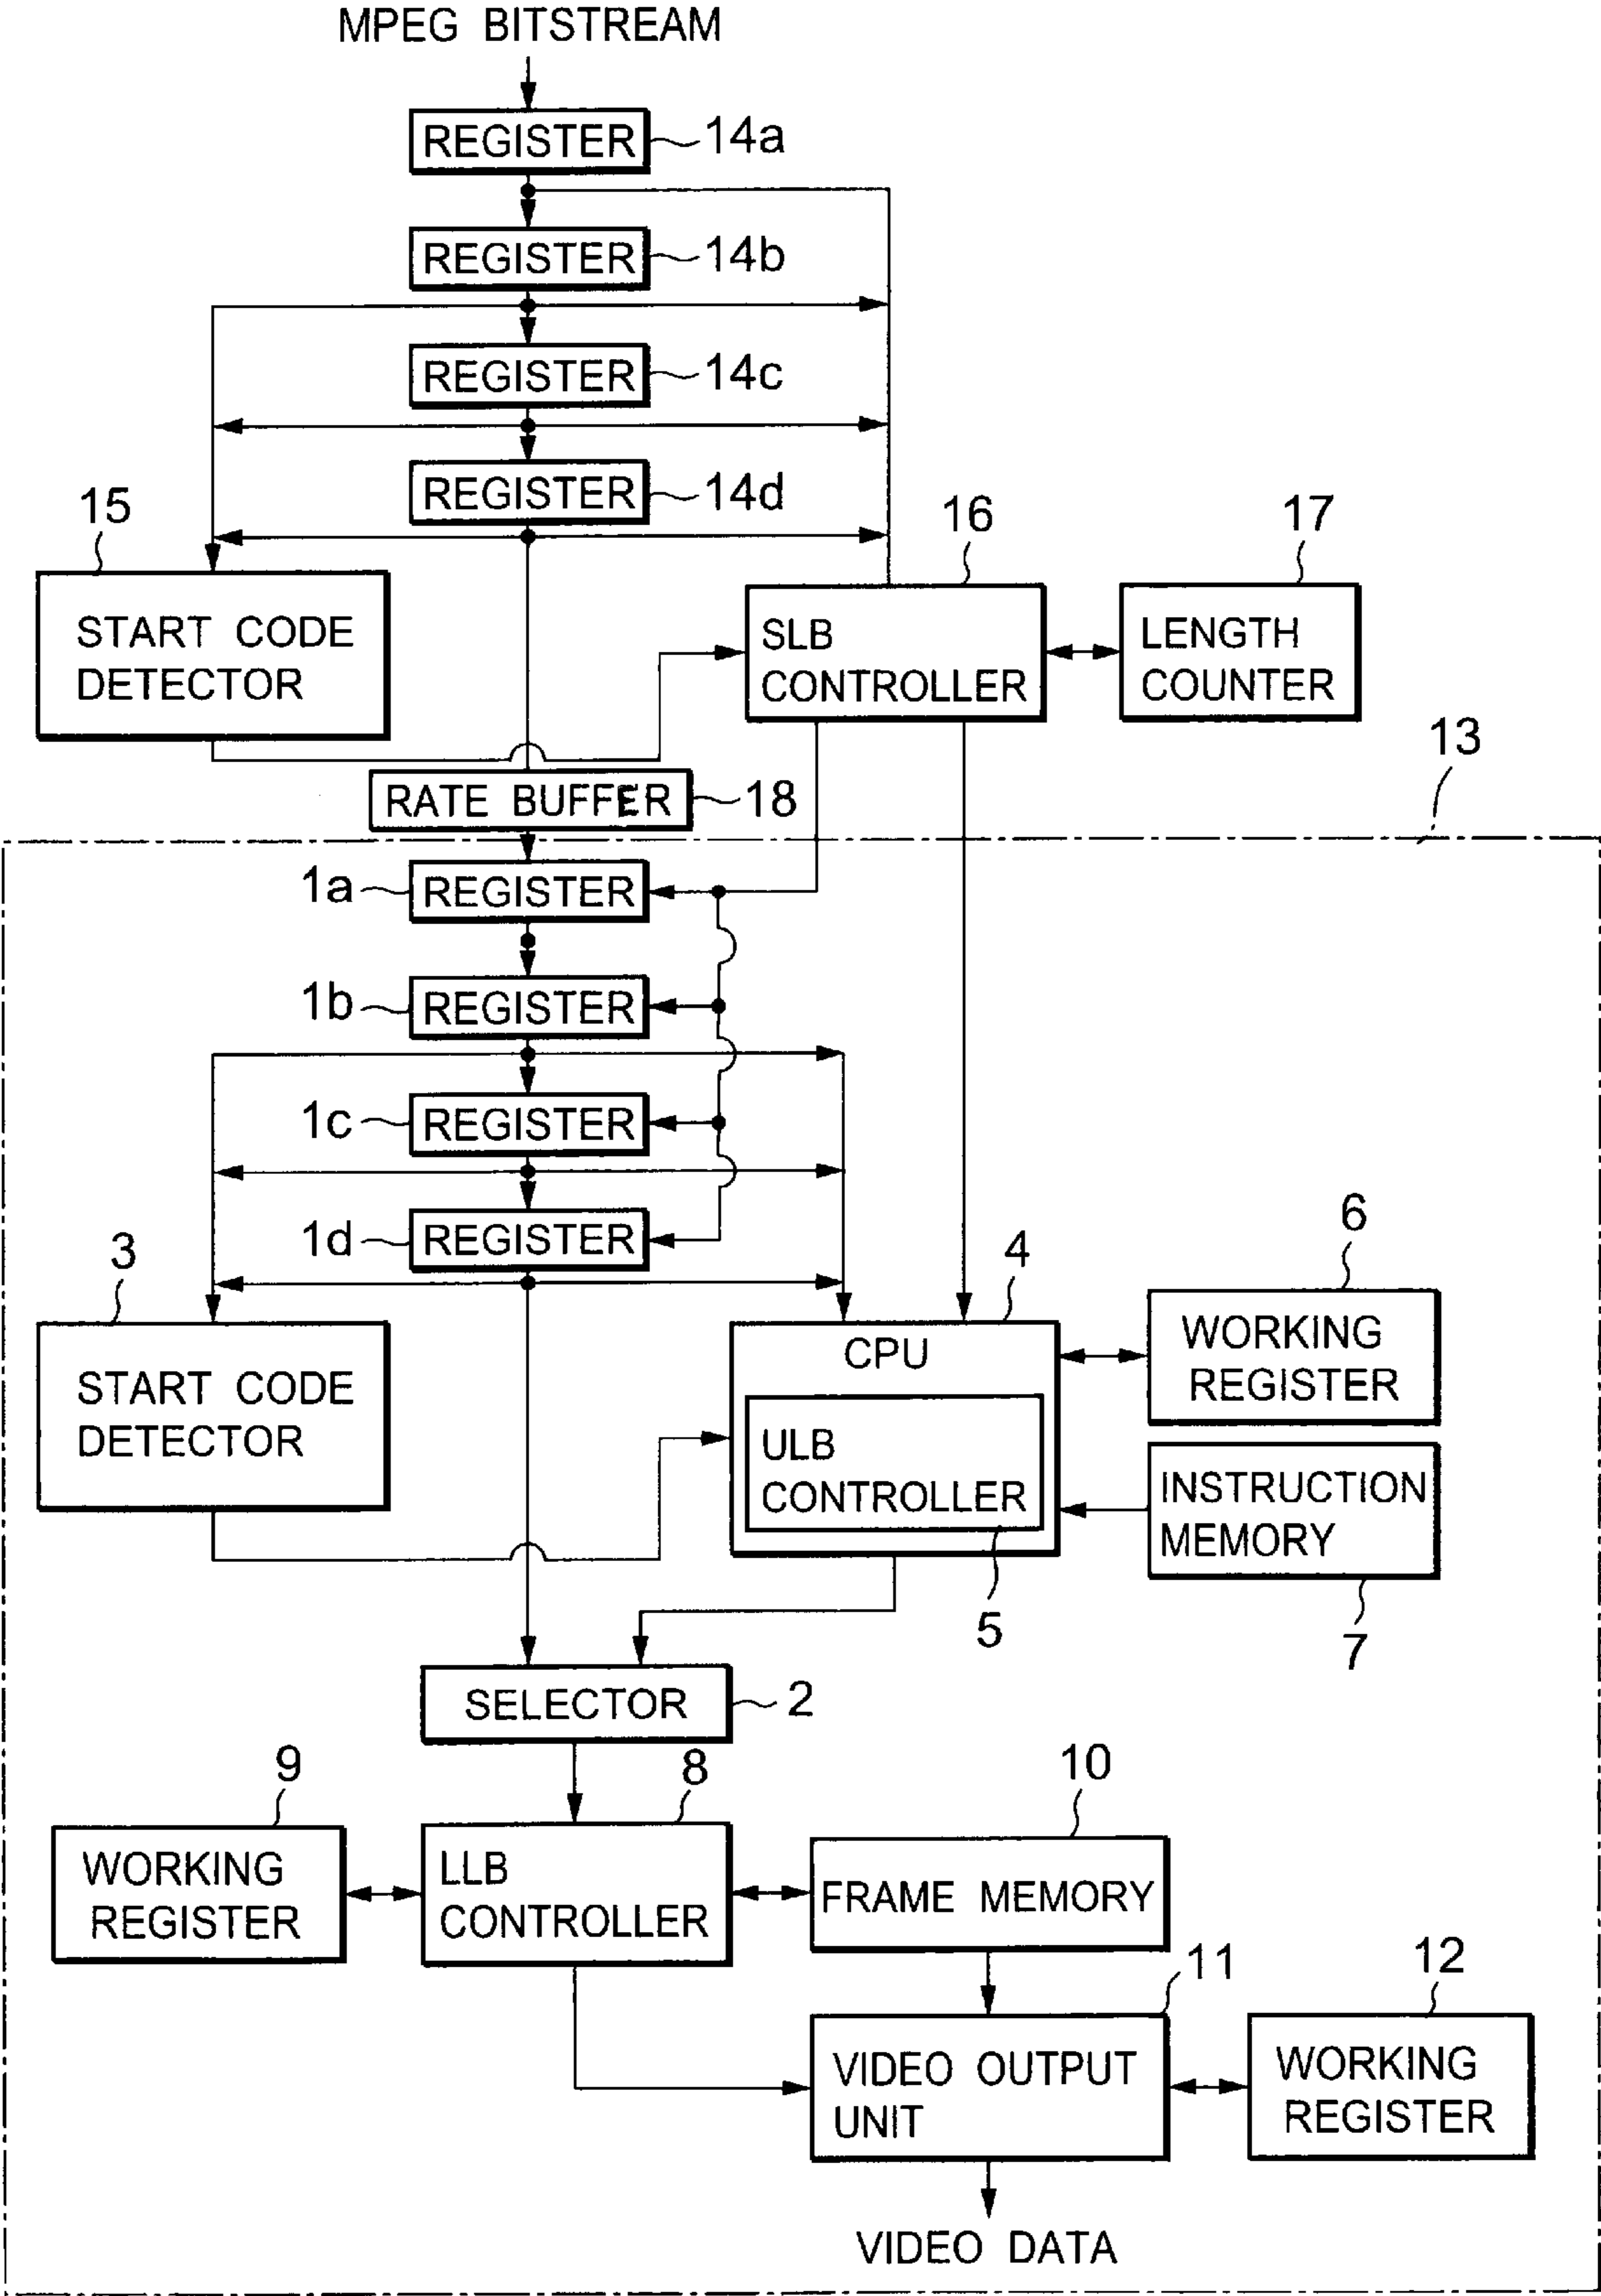 MPEG BITSTREAM
REGISTER 14a
REGISTER 14b
REGISTER 14c
REGISTER 14d
15
START CODE
DETECTOR
16
SLB
CONTROLLER
17
LENGTH
COUNTER
13
RATE BUFFER 18
1a REGISTER
1b REGISTER
1c REGISTER
1d REGISTER
3
START CODE
DETECTOR
4
CPU
ULB
CONTROLLER
5
6
WORKING
REGISTER
INSTRUCTION
MEMORY
7
SELECTOR 2
9
WORKING
REGISTER
8
LLB
CONTROLLER
10
FRAME MEMORY
11
VIDEO OUTPUT
UNIT
12
WORKING
REGISTER
VIDEO DATA